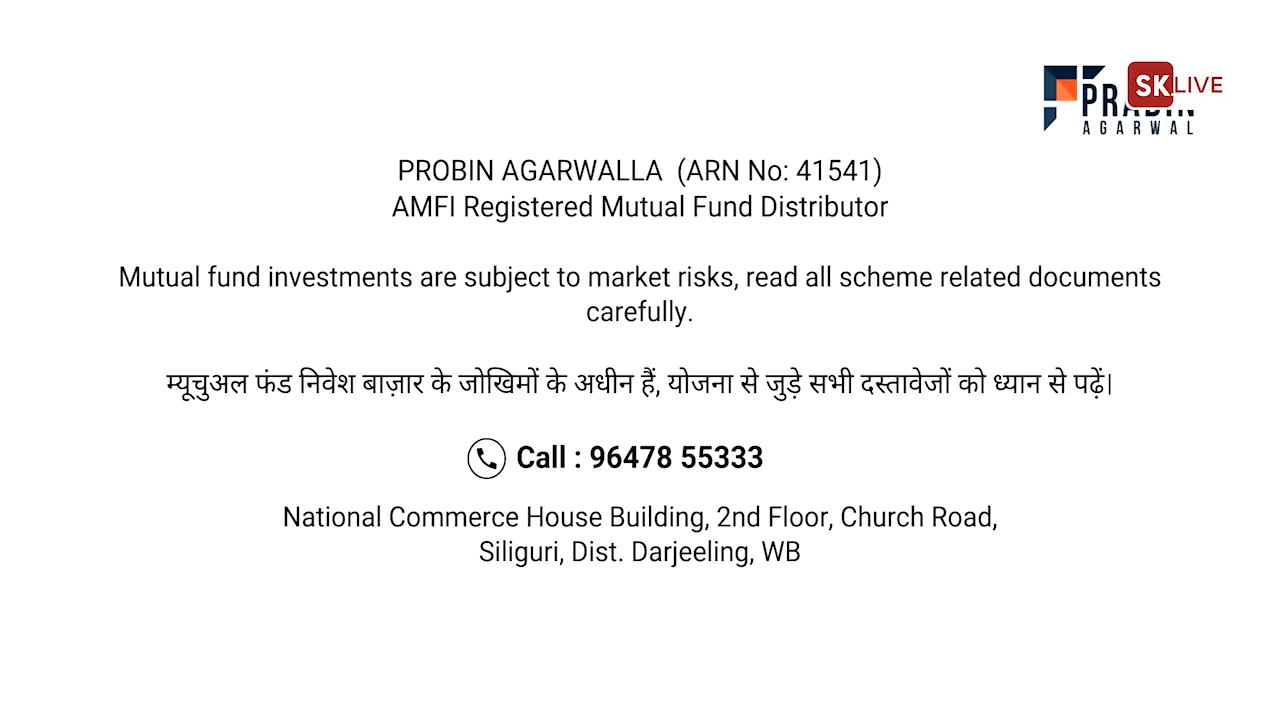 SK LIVE
AGARWAL
PROBIN AGARWALLA (ARN No: 41541)
AMFI Registered Mutual Fund Distributor
Mutual fund investments are subject to market risks, read all scheme related documents
carefully.
म्यूचुअल फंड निवेश बाज़ार के जोखिमों के अधीन हैं, योजना से जुड़े सभी दस्तावेजों को ध्यान से पढ़ें।
Call : 96478 55333
National Commerce House Building, 2nd Floor, Church Road,
Siliguri, Dist. Darjeeling, WB